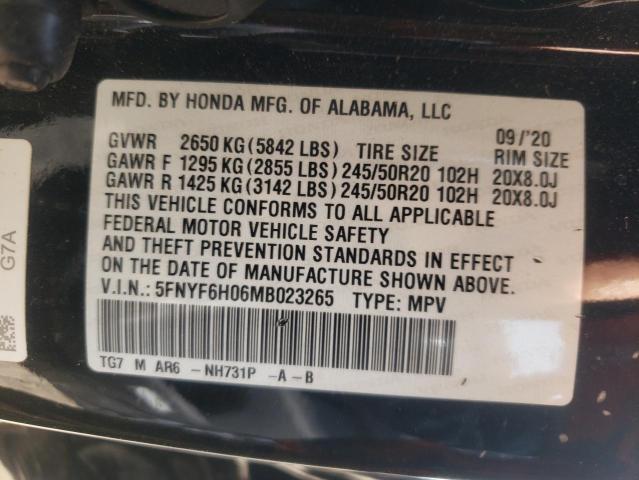 MFD. BY HONDA MFG. OF ALABAMA, LLC
09/'20
GVWR 2650 KG (5842 LBS) TIRE SIZE RIM SIZE
GAWR F 1295 KG (2855 LBS) 245/50R20 102H 20X8.0J
GAWR R 1425 KG (3142 LBS) 245/50R20 102H 20X8.0J
THIS VEHICLE CONFORMS TO ALL APPLICABLE
FEDERAL MOTOR VEHICLE SAFETY
AND THEFT PREVENTION STANDARDS IN EFFECT
ON THE DATE OF MANUFACTURE SHOWN ABOVE.
V.I.N.: 5FNYF6H06MB023265 TYPE: MPV
TG7 M AR6 -NH731P -A -B
G7A